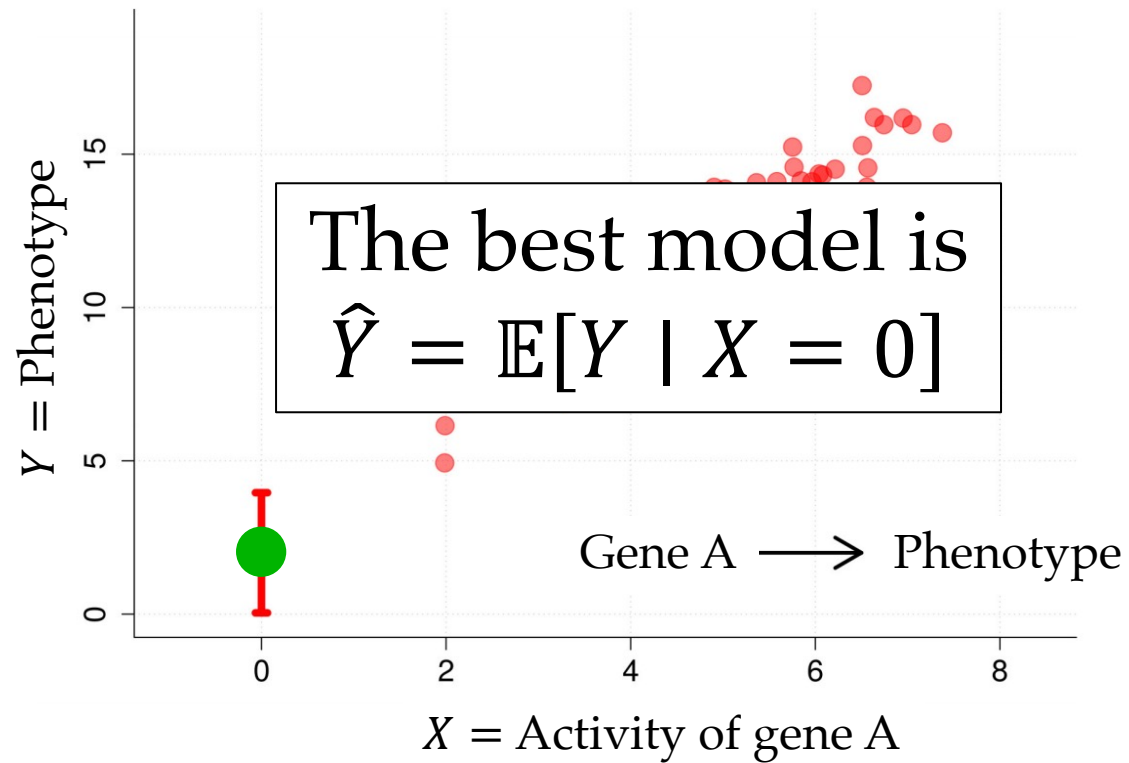 15
10
5
0
Y = Phenotype
The best model is
Ŷ = 𝔼[Y | X = 0]
Gene A → Phenotype
0 2 4 6 8
X = Activity of gene A